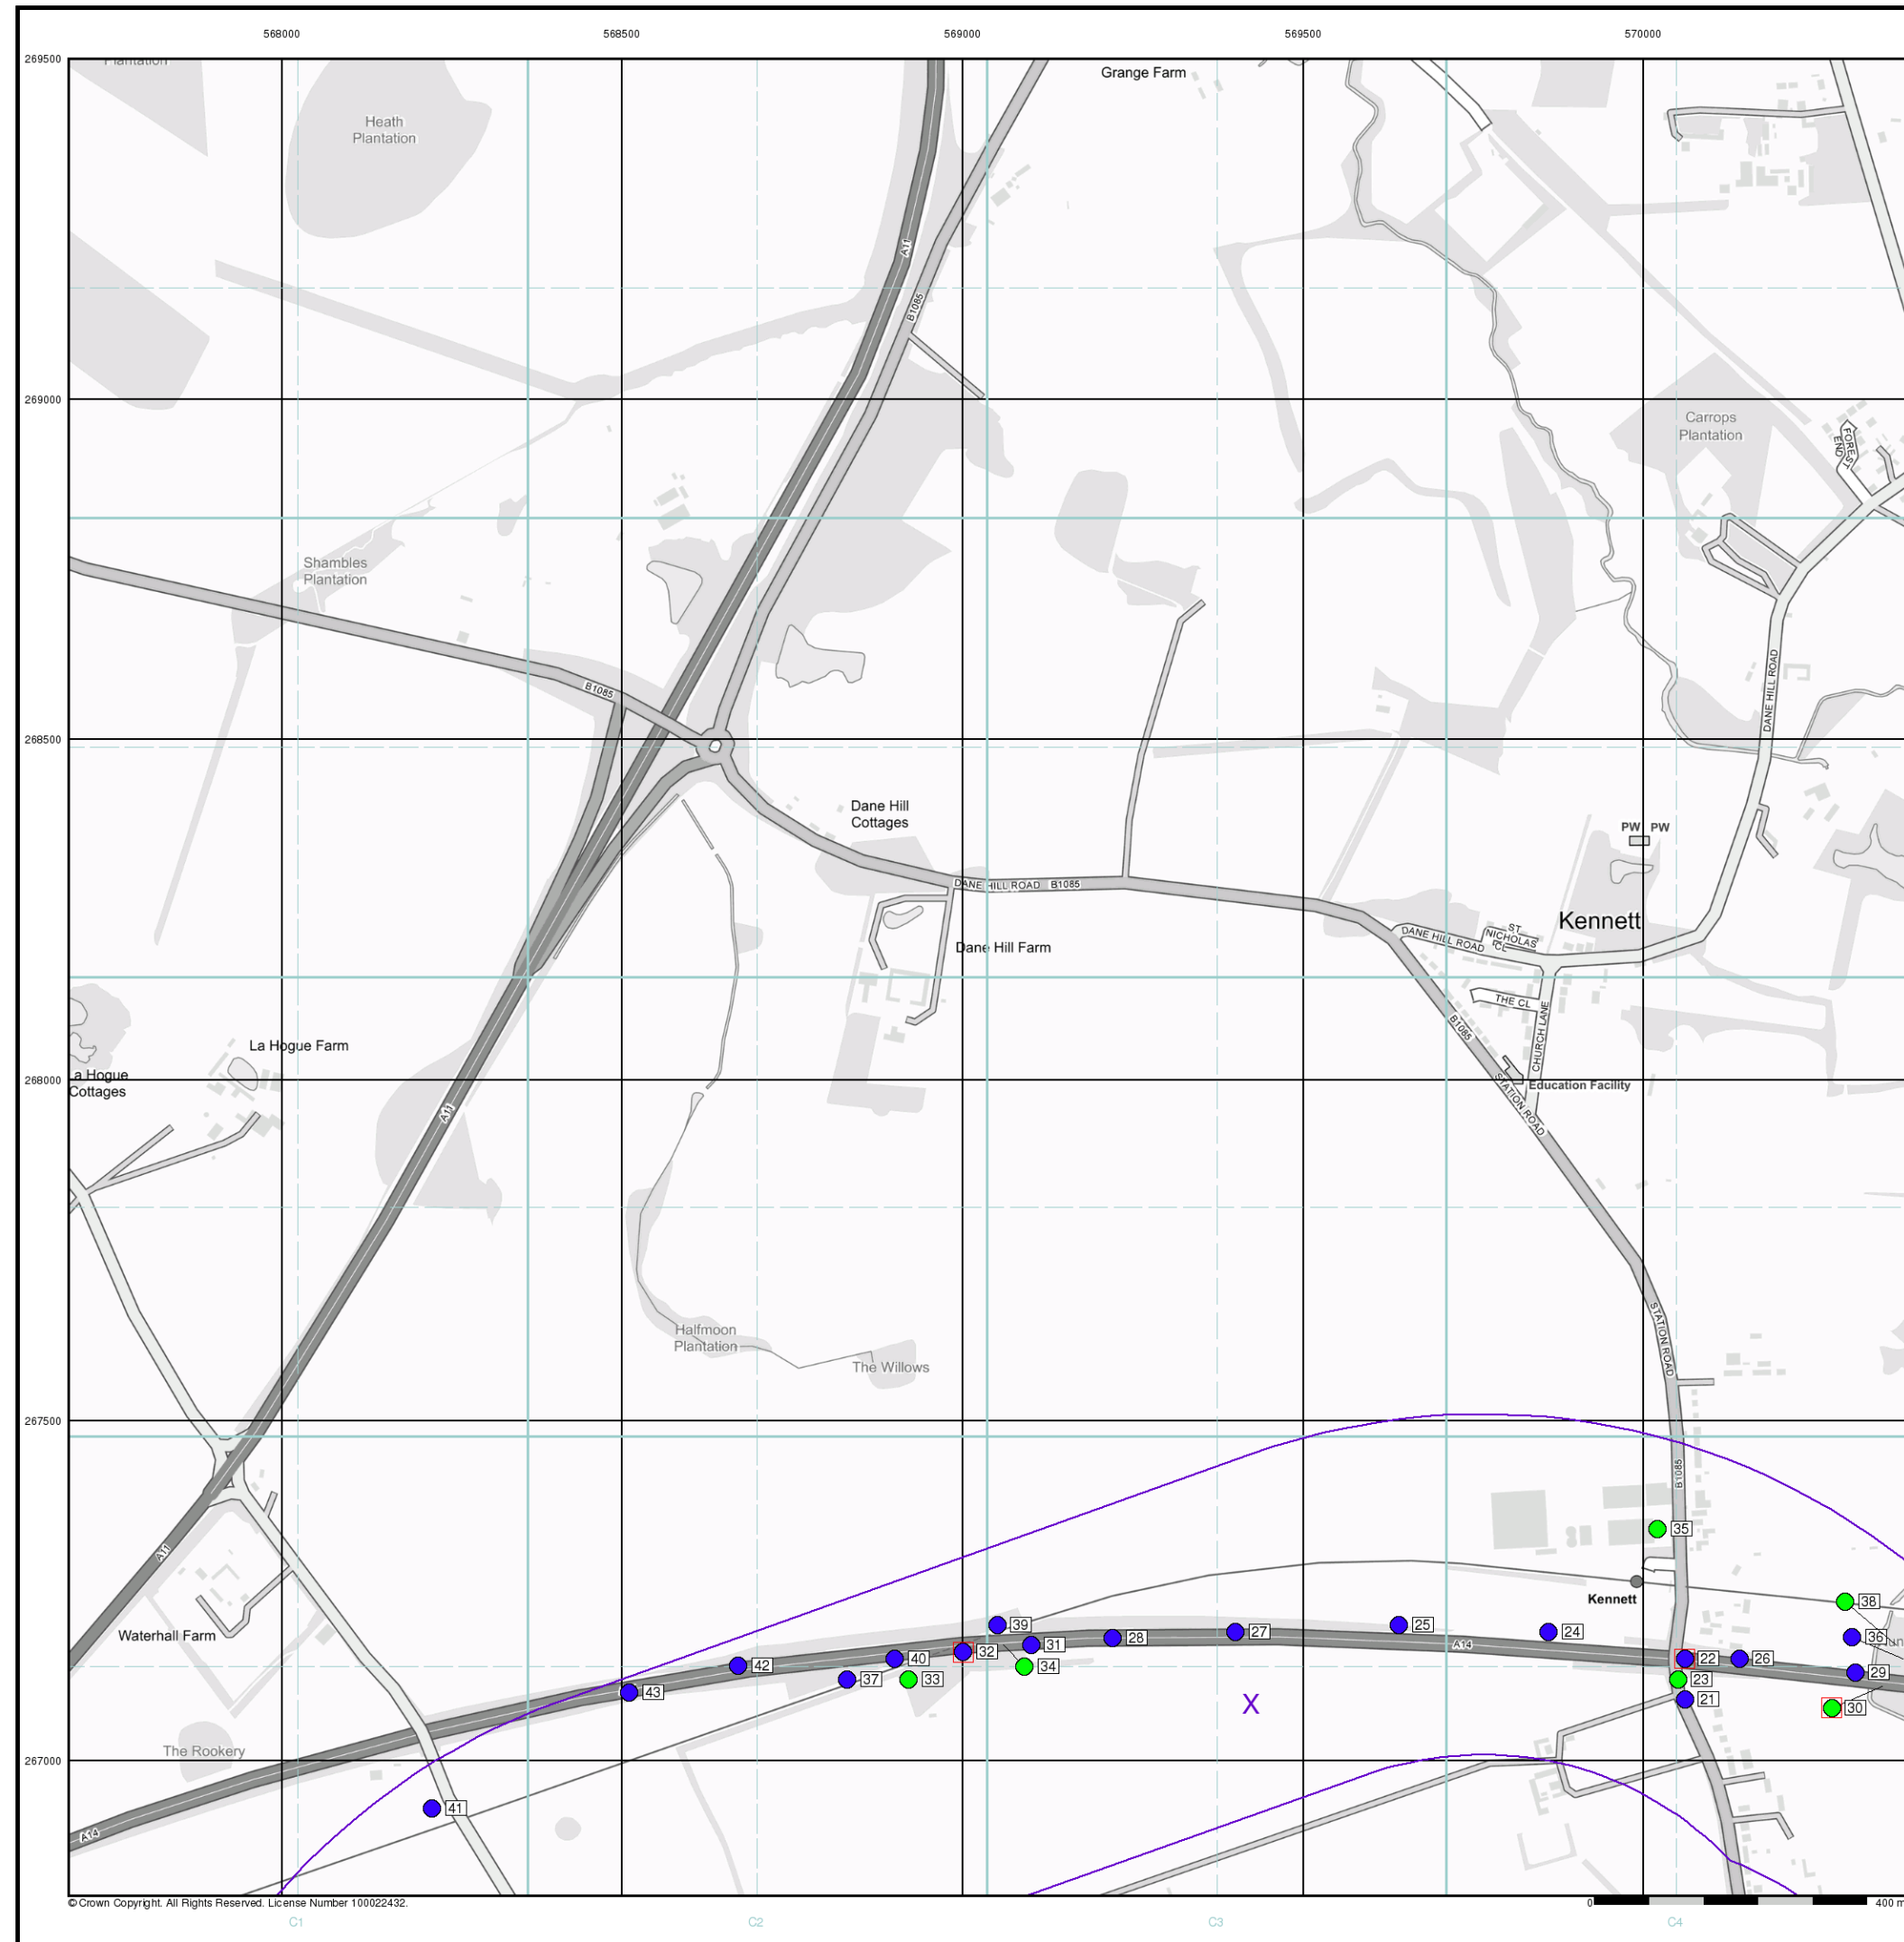 568000
568500
569000
569500
570000
269500
Plantation
Grange Farm
Heath
Plantation
A11
B1085
269000
Carrops
Plantation
FOREST
END
Shambles
Plantation
B1085
DANE HILL ROAD
268500
Dane Hill
Cottages
PW PW
DANE HILL ROAD B1085
Kennett
DANE HILL ROAD
ST
NICHOLAS
CL
Dane Hill Farm
THE CL
B1085
CHURCH LANE
La Hogue Farm
a Hogue
Cottages
268000
Education Facility
STATION ROAD
A11
Halfmoon
Plantation
The Willows
STATION ROAD
267500
B1085
35
A11
Kennett
38
Waterhall Farm
39
25
24
36
31
28
27
A14
32
40
22
26
42
34
29
37
33
23
43
X
21
30
The Rookery
267000
41
A14
© Crown Copyright. All Rights Reserved. License Number 100022432.
0
400 m
C1
C2
C3
C4